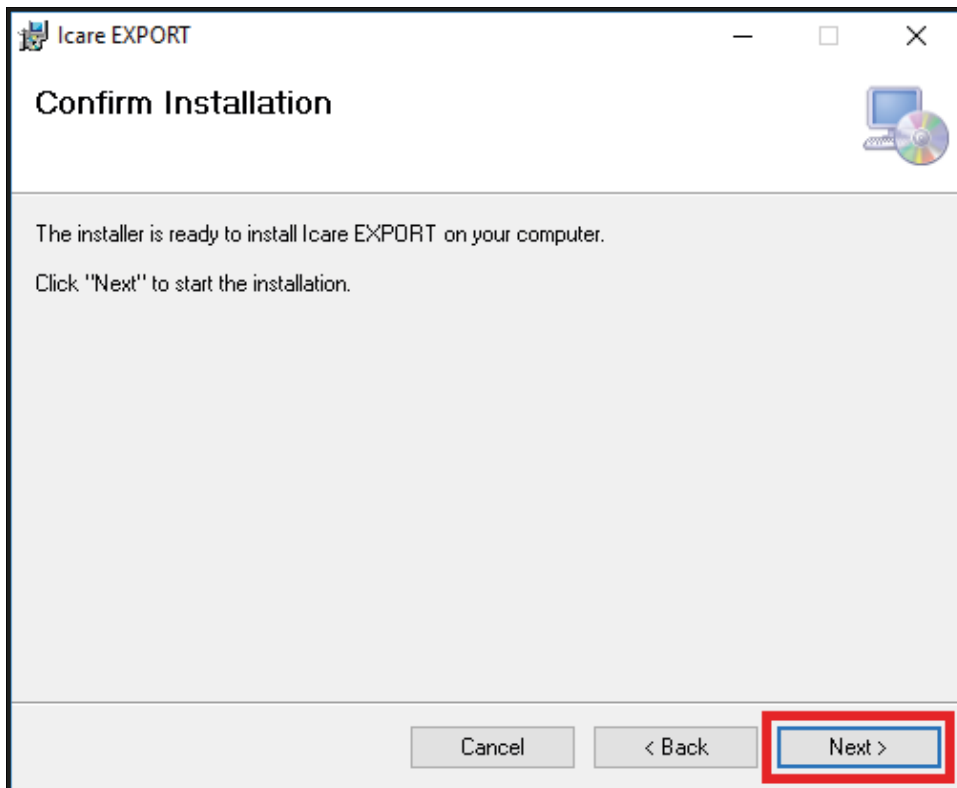 Icare EXPORT
Confirm Installation
The installer is ready to install Icare EXPORT on your computer.
Click "Next" to start the installation.
Cancel
< Back
Next >